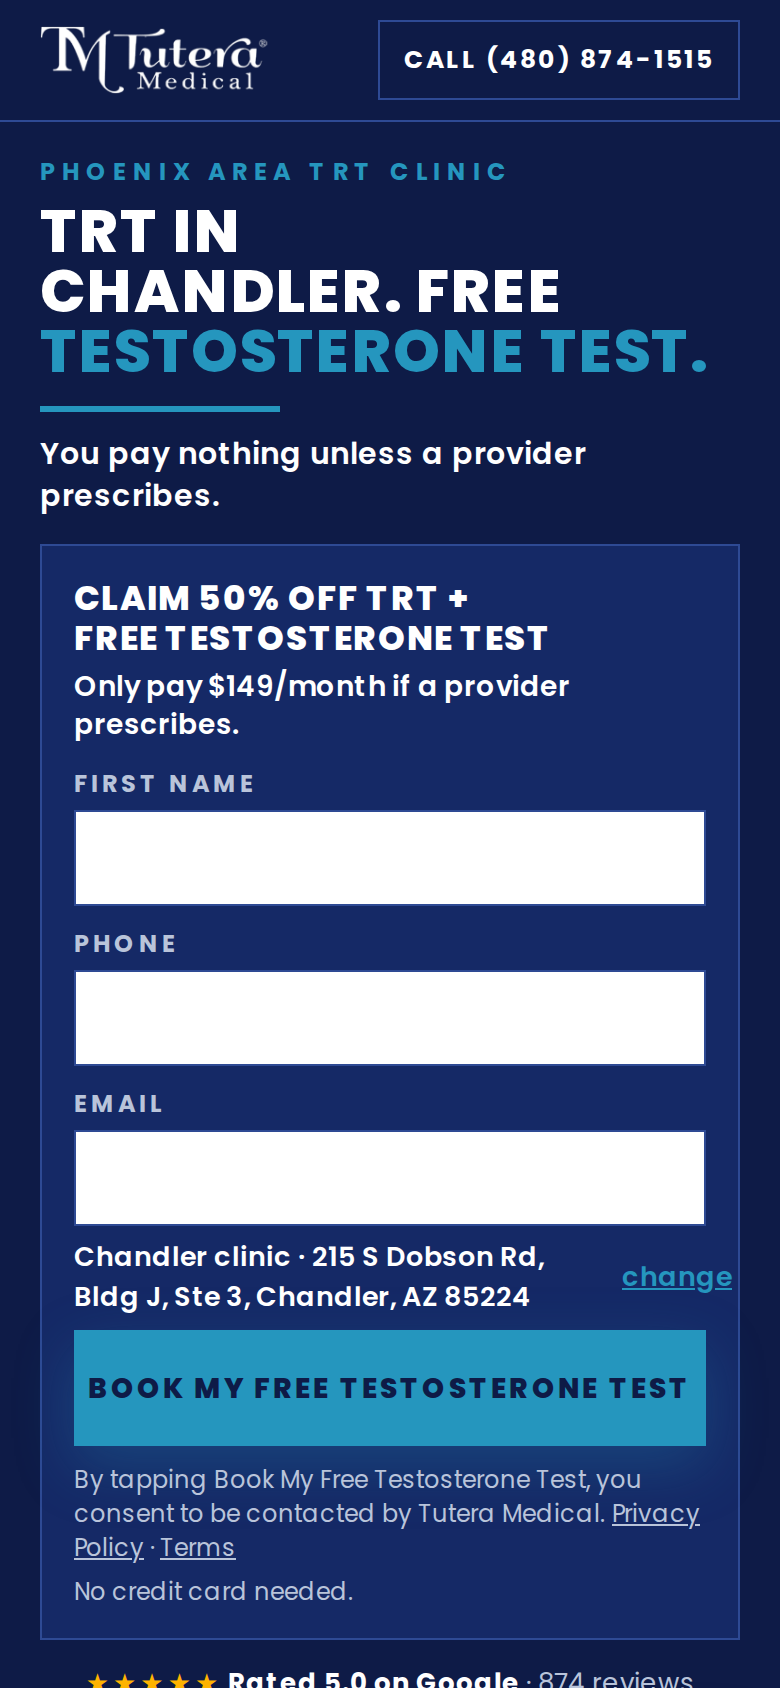 TM Tutera®
Medical
CALL (480) 874-1515
PHOENIX AREA TRT CLINIC
TRT IN
CHANDLER. FREE
TESTOSTERONE TEST.
You pay nothing unless a provider
prescribes.
CLAIM 50% OFF TRT +
FREE TESTOSTERONE TEST
Only pay $149/month if a provider
prescribes.
FIRST NAME
PHONE
EMAIL
Chandler clinic · 215 S Dobson Rd,
Bldg J, Ste 3, Chandler, AZ 85224
change
BOOK MY FREE TESTOSTERONE TEST
By tapping Book My Free Testosterone Test, you
consent to be contacted by Tutera Medical. Privacy
Policy · Terms
No credit card needed.
★★★★★ Rated 5.0 on Google · 874 reviews